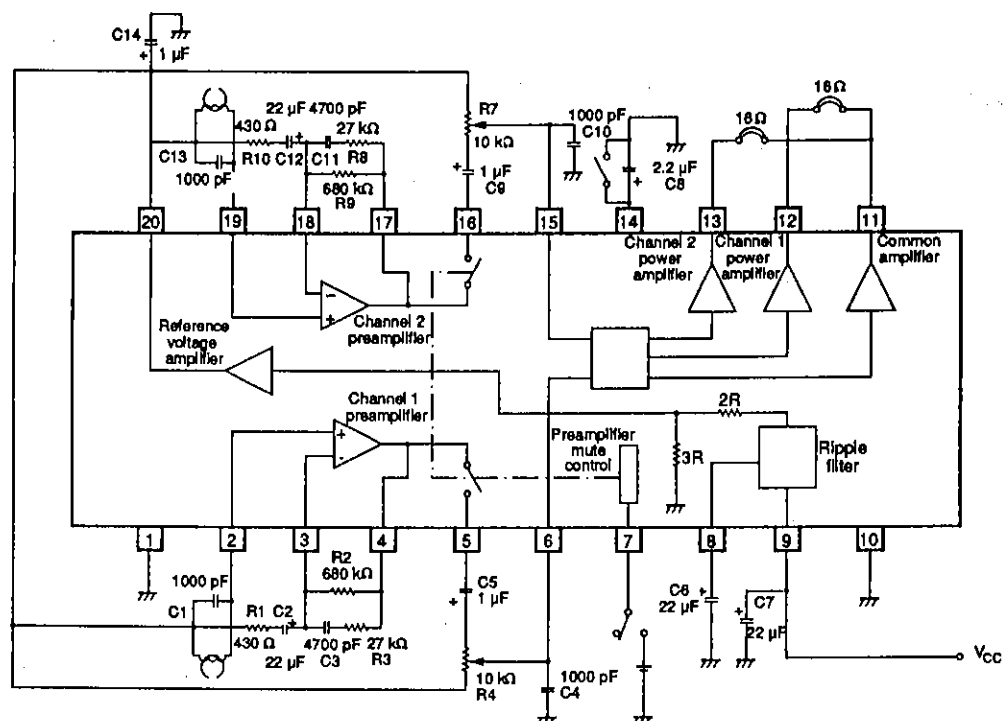 C14
1 µF
16Ω
16Ω
22 µF 4700 pF
430 Ω
27 kΩ
C13
R10 C12 C11 R8
1000 pF
680 kΩ
R9
R7
10 kΩ
1 µF
C9
1000 pF
C10
2.2 µF
C8
20
19
18
17
16
15
14
13
12
11
Channel 2
power
amplifier
Channel 1
power
amplifier
Common
amplifier
Channel 2
preamplifier
Reference
voltage
amplifier
Channel 1
preamplifier
Preamplifier
mute
control
2R
3R
Ripple
filter
1
2
3
4
5
6
7
8
9
10
1000 pF
C1
R1 C2
430 Ω
22 µF
R2
680 kΩ
4700 pF
C3
27 kΩ
R3
C5
1 µF
10 kΩ
R4
1000 pF
C4
C6
22 µF
C7
22 µF
VCC